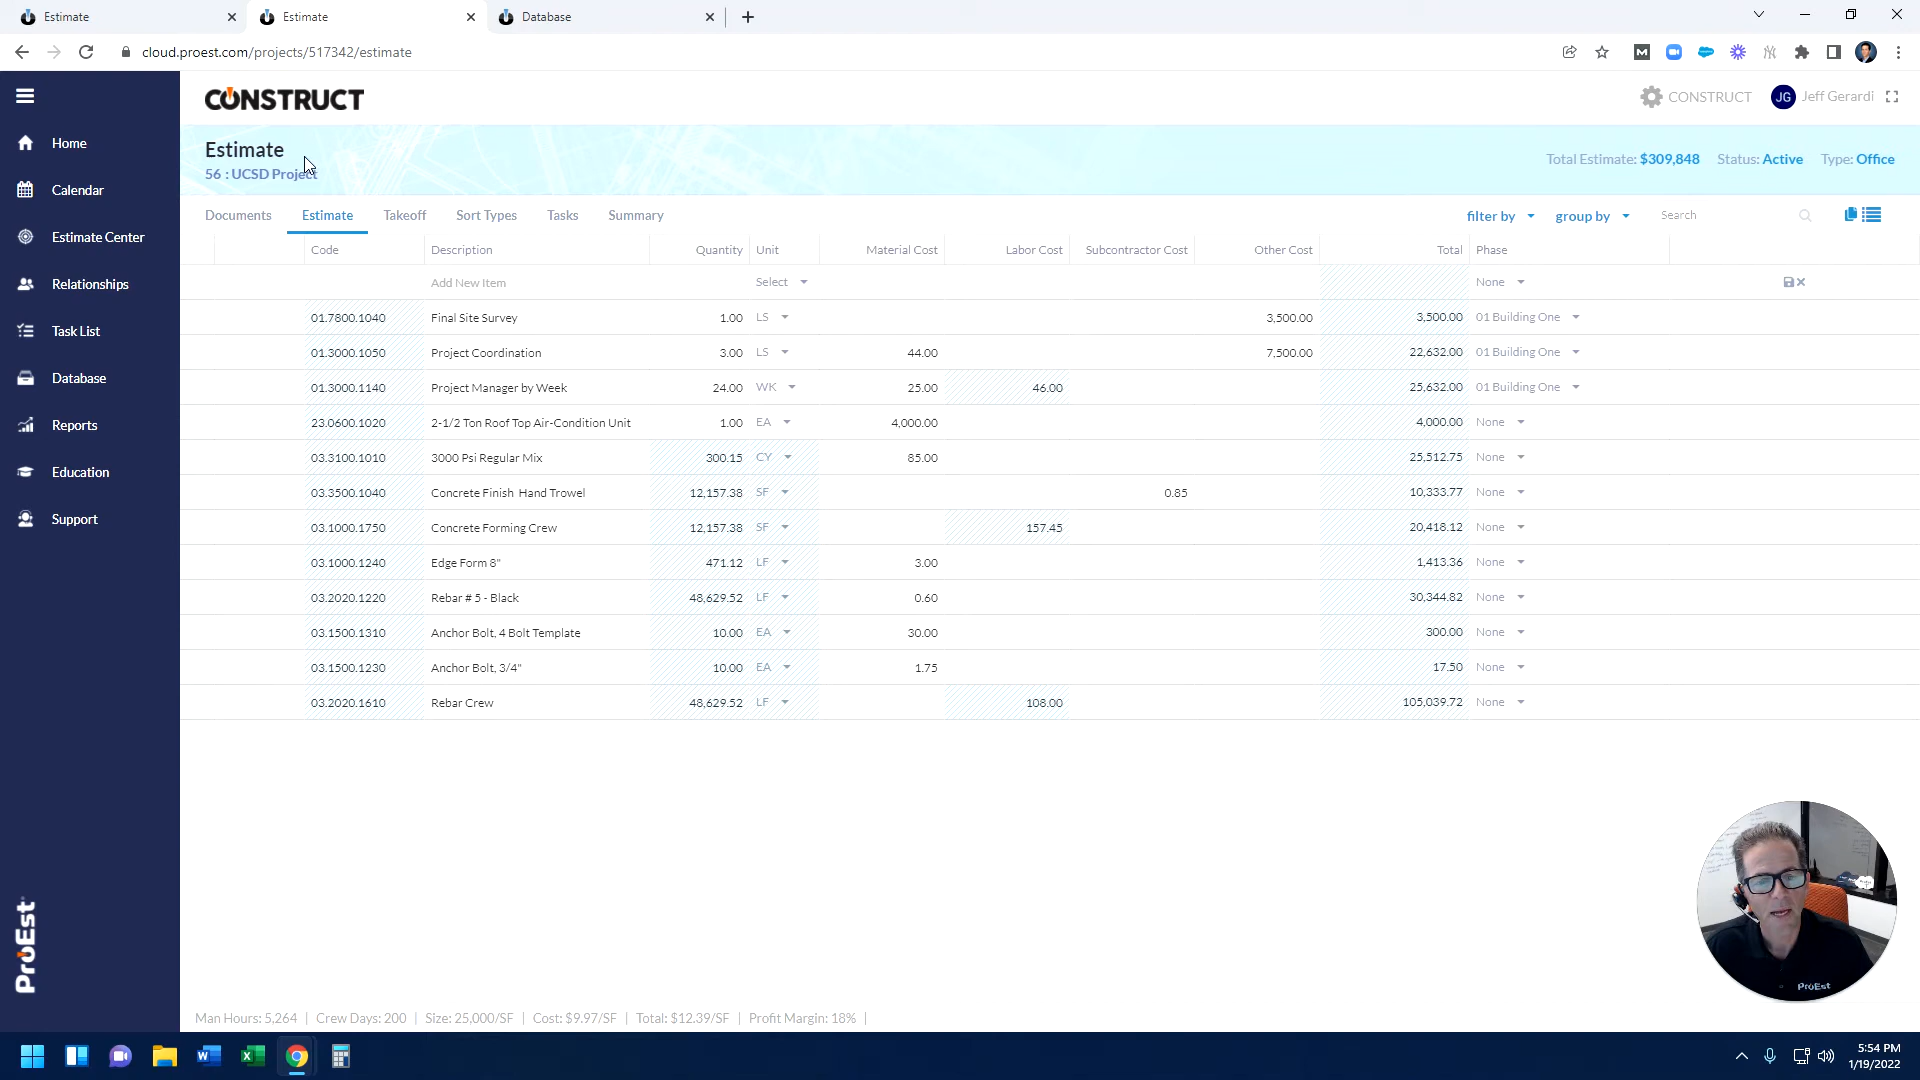 Estimate
Estimate
Database
cloud.proest.com/projects/517342/estimate
CONSTRUCT
CONSTRUCT
JG
Jeff Gerardi
Home
Calendar
Estimate Center
Relationships
Task List
Database
Reports
Education
Support
ProEst
Estimate
56 : UCSD Project
Total Estimate: $309,848 Status: Active Type: Office
Documents Estimate Takeoff Sort Types Tasks Summary
filter by group by Search
Code Description Quantity Unit Material Cost Labor Cost Subcontractor Cost Other Cost Total Phase
Add New Item Select None
01.7800.1040 Final Site Survey 1.00 LS 3,500.00 3,500.00 01 Building One
01.3000.1050 Project Coordination 3.00 LS 44.00 7,500.00 22,632.00 01 Building One
01.3000.1140 Project Manager by Week 24.00 WK 25.00 46.00 25,632.00 01 Building One
23.0600.1020 2-1/2 Ton Roof Top Air-Condition Unit 1.00 EA 4,000.00 4,000.00 None
03.3100.1010 3000 Psi Regular Mix 300.15 CY 85.00 25,512.75 None
03.3500.1040 Concrete Finish Hand Trowel 12,157.38 SF 0.85 10,333.77 None
03.1000.1750 Concrete Forming Crew 12,157.38 SF 157.45 20,418.12 None
03.1000.1240 Edge Form 8" 471.12 LF 3.00 1,413.36 None
03.2020.1220 Rebar # 5 - Black 48,629.52 LF 0.60 30,344.82 None
03.1500.1310 Anchor Bolt, 4 Bolt Template 10.00 EA 30.00 300.00 None
03.1500.1230 Anchor Bolt, 3/4" 10.00 EA 1.75 17.50 None
03.2020.1610 Rebar Crew 48,629.52 LF 108.00 105,039.72 None
ProEst
Man Hours: 5,264 | Crew Days: 200 | Size: 25,000/SF | Cost: $9.97/SF | Total: $12.39/SF | Profit Margin: 18% |
5:54 PM
1/19/2022